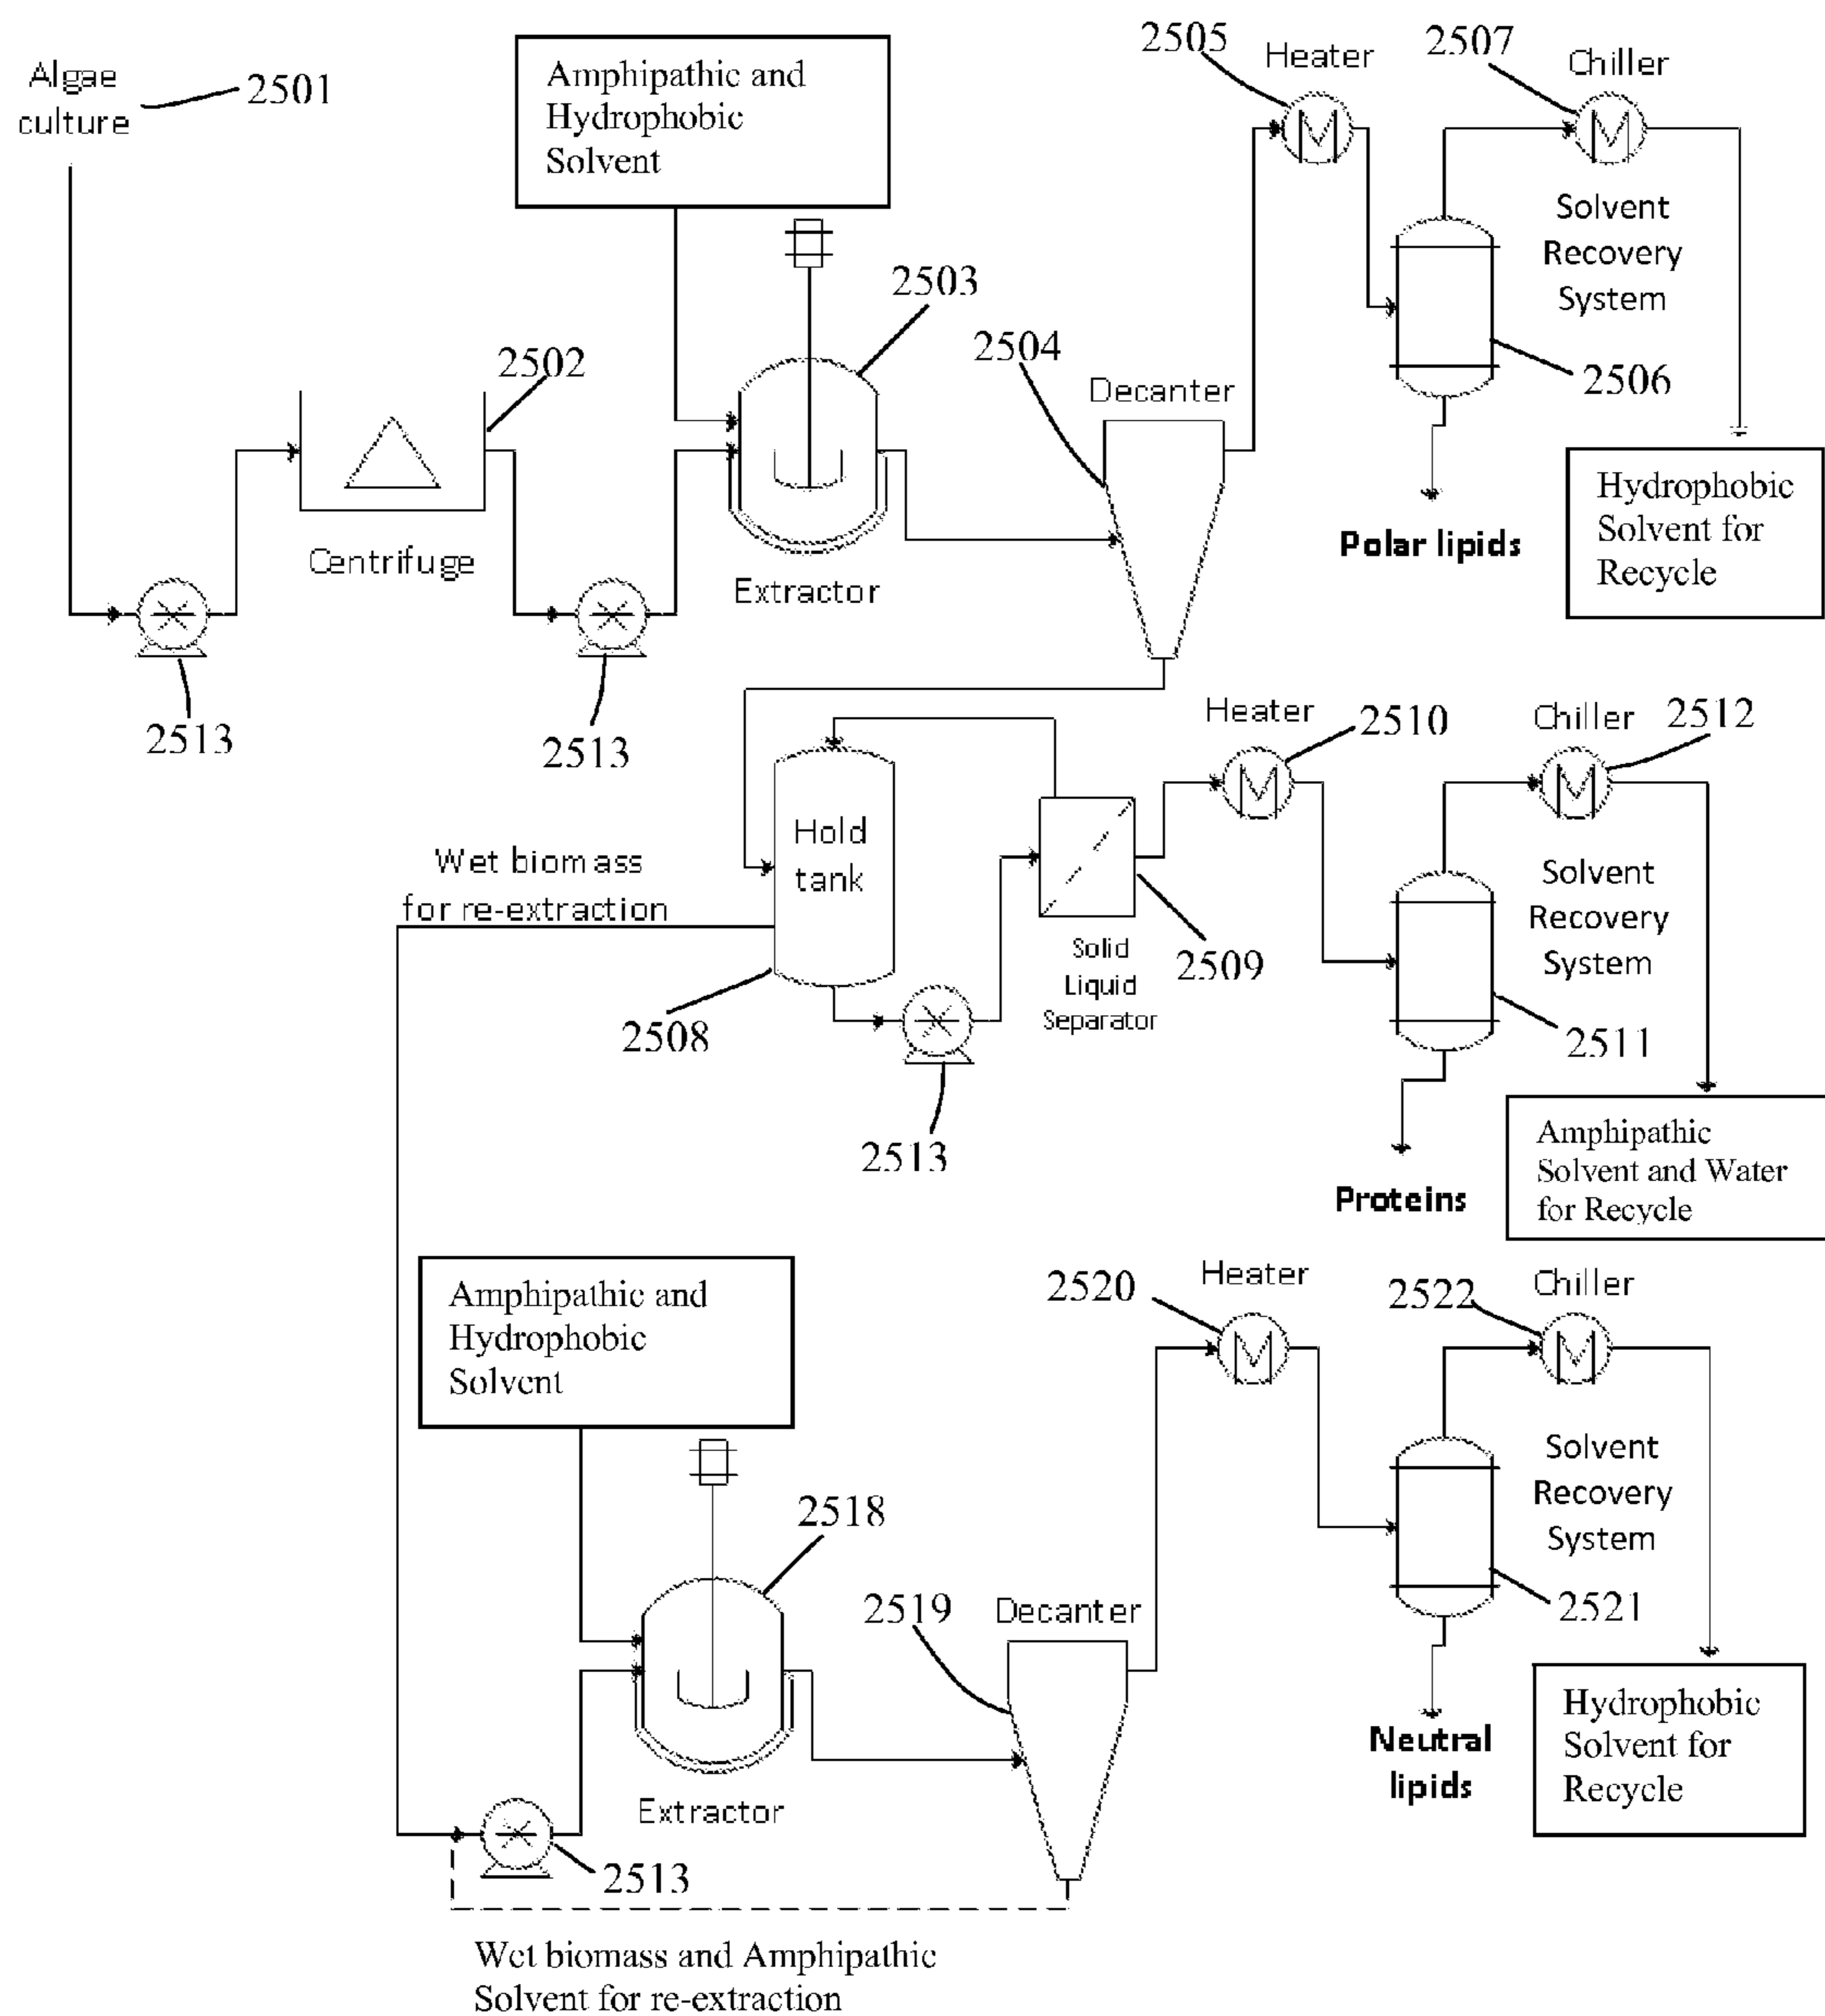 Algae
culture
2501
Amphipathic and
Hydrophobic
Solvent
2505
Heater
2507
Chiller
Solvent
Recovery
System
2503
2504
2502
Decanter
2506
Centrifuge
Extractor
Polar lipids
Hydrophobic
Solvent for
Recycle
2513
2513
Heater
2510
Chiller
2512
Hold
tank
Wet biomass
for re-extraction
Solid
Liquid
Separator
2509
Solvent
Recovery
System
2508
2511
2513
Proteins
Amphipathic
Solvent and Water
for Recycle
Amphipathic and
Hydrophobic
Solvent
2520
Heater
2522
Chiller
Solvent
Recovery
System
2518
2519
Decanter
2521
Extractor
Neutral
lipids
Hydrophobic
Solvent for
Recycle
2513
Wet biomass and Amphipathic
Solvent for re-extraction